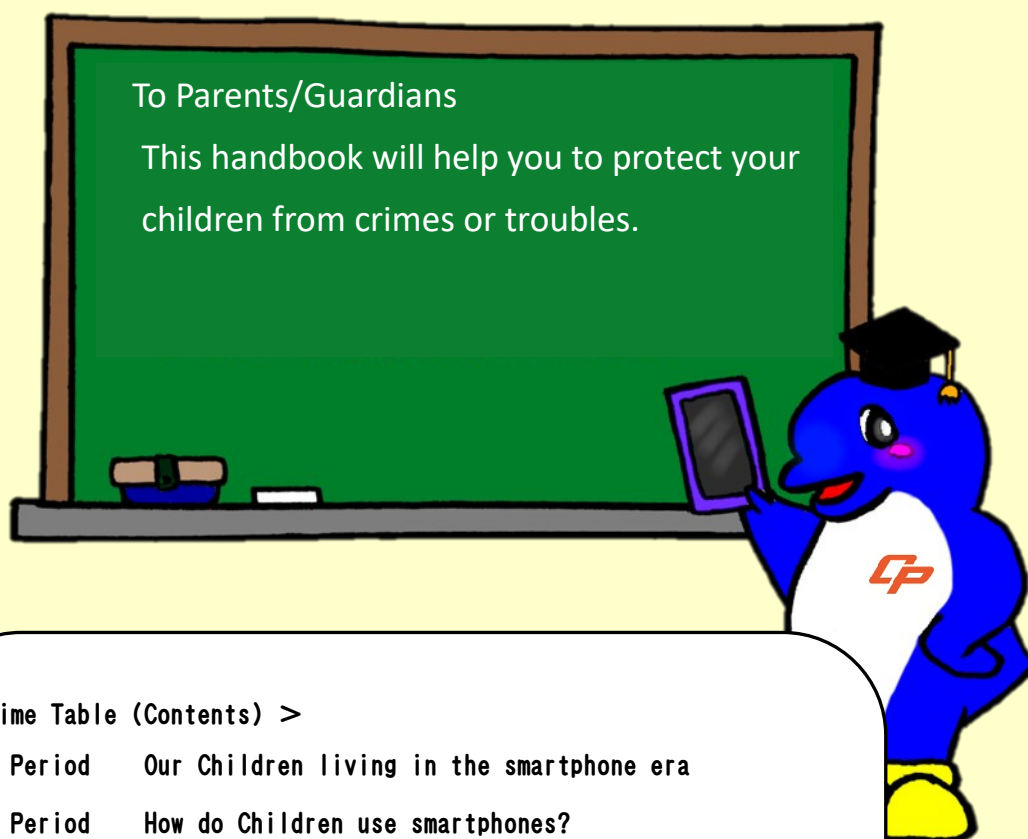 To Parents/Guardians
This handbook will help you to protect your
children from crimes or troubles.
CP
ime Table (Contents) ＞
Period Our Children living in the smartphone era
Period How do Children use smartphones?